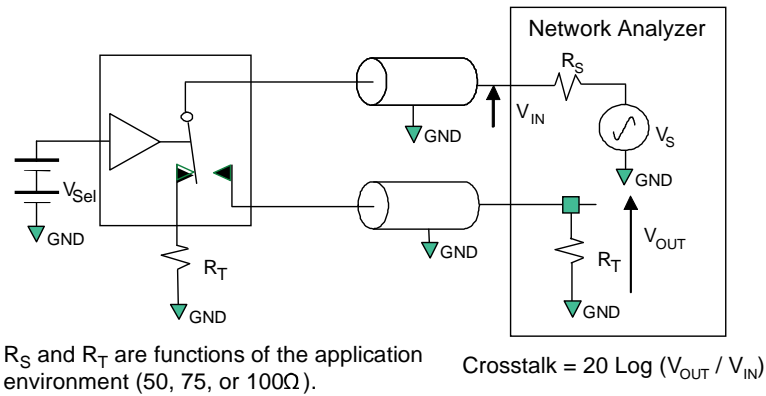 Network Analyzer
R_S
V_IN
V_S
GND
GND
V_Sel
GND
GND
R_T
V_OUT
R_T
GND
GND
R_S and R_T are functions of the application
environment (50, 75, or 100Ω).
Crosstalk = 20 Log (V_OUT / V_IN)